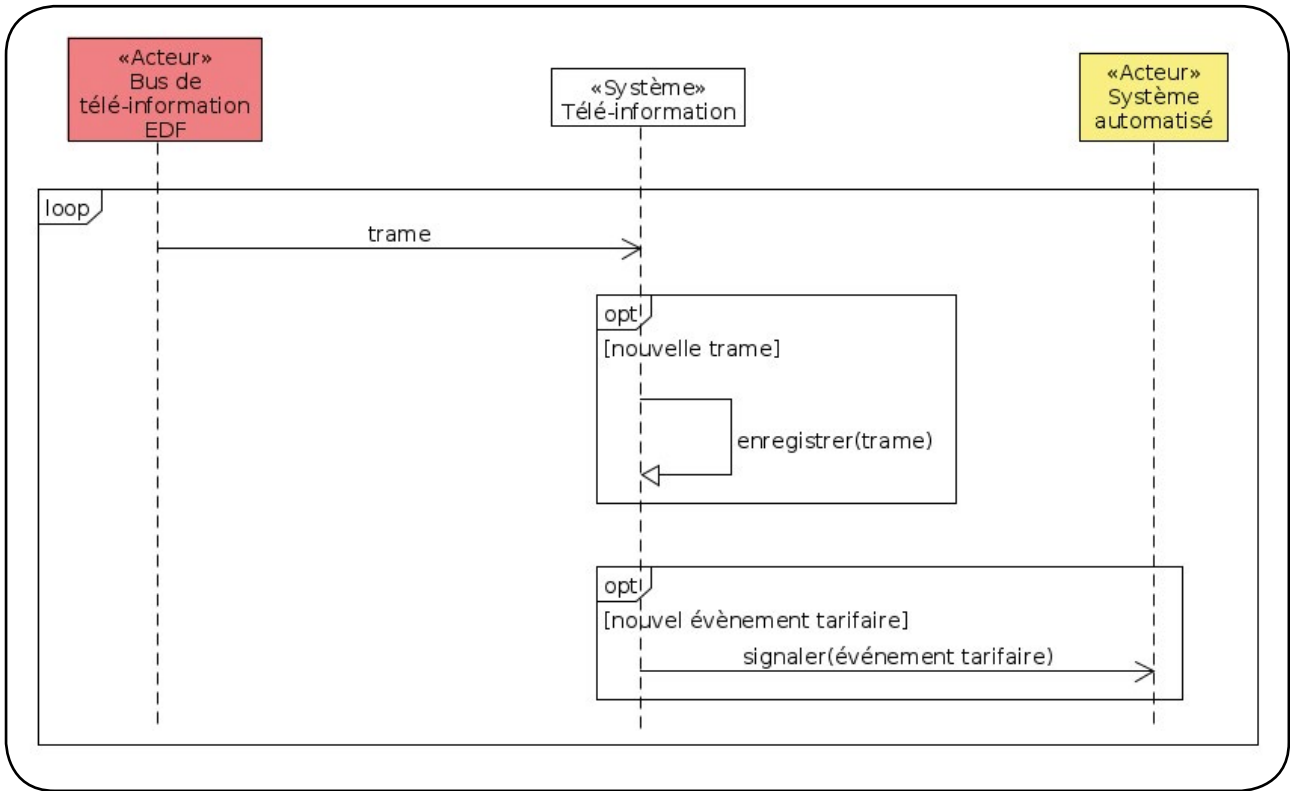 «Acteur»
Bus de
télé-information
EDF
«Système»
Télé-information
«Acteur»
Système
automatisé
loop
trame
opt
[nouvelle trame]
enregistrer(trame)
opt
[nouvel évènement tarifaire]
signaler(événement tarifaire)